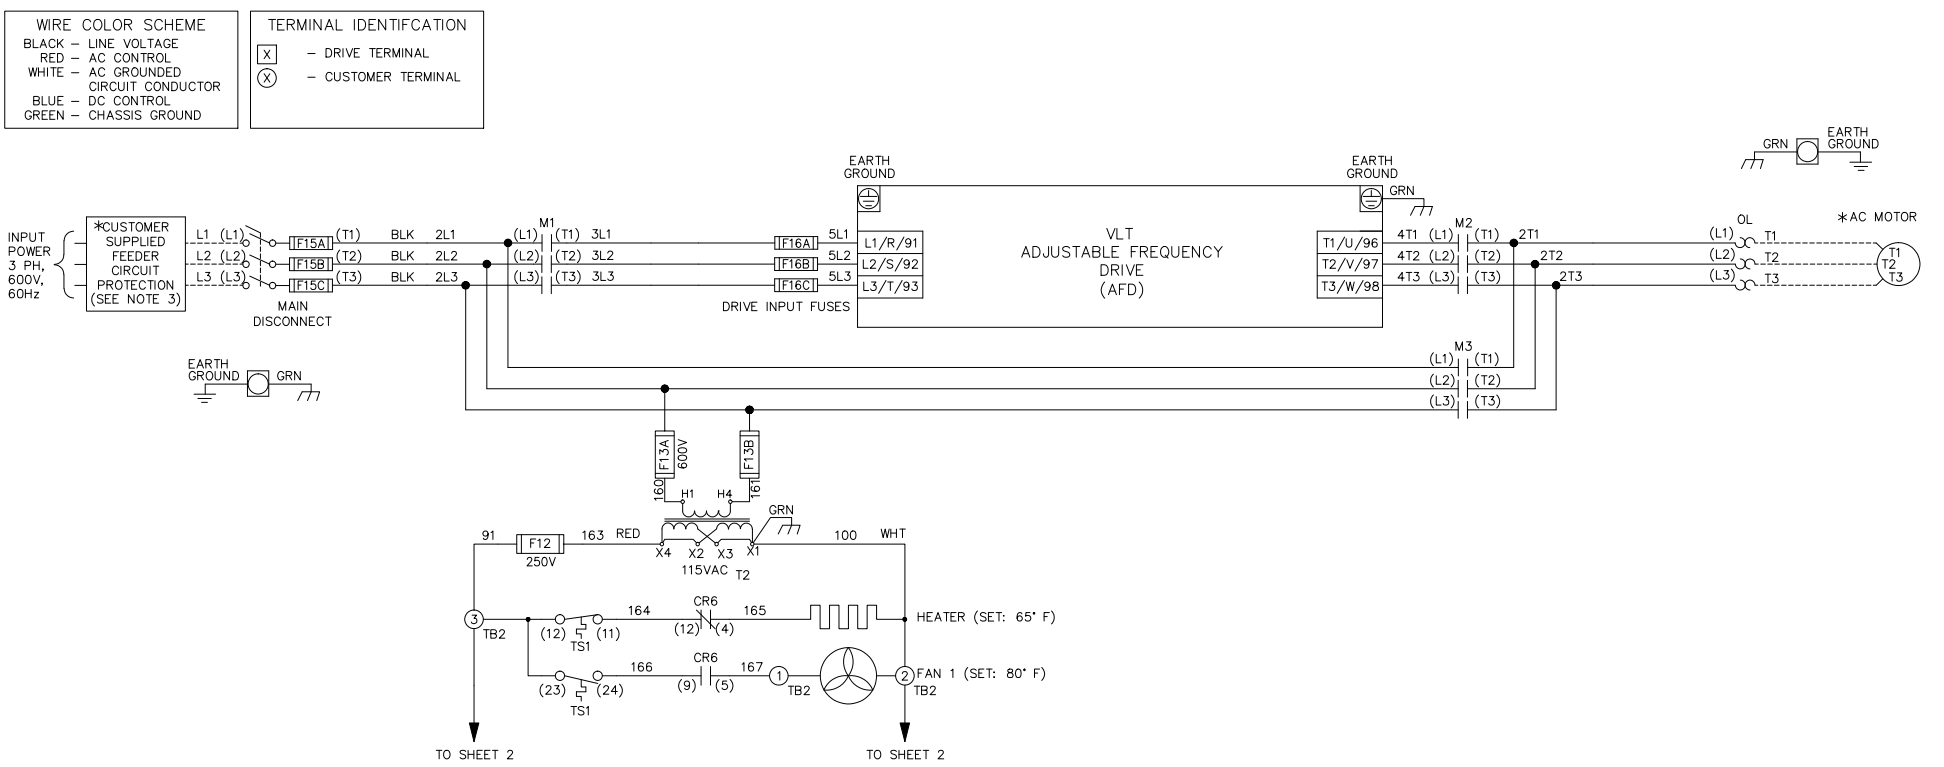 WIRE COLOR SCHEME
BLACK – LINE VOLTAGE
RED – AC CONTROL
WHITE – AC GROUNDED
CIRCUIT CONDUCTOR
BLUE – DC CONTROL
GREEN – CHASSIS GROUND
TERMINAL IDENTIFCATION
X – DRIVE TERMINAL
X – CUSTOMER TERMINAL
GRN
EARTH
GROUND
EARTH
GROUND
EARTH
GROUND
GRN
INPUT
POWER
3 PH,
600V,
60Hz
*CUSTOMER
SUPPLIED
FEEDER
CIRCUIT
PROTECTION
(SEE NOTE 3)
L1 (L1) F15A (T1) BLK 2L1 (L1) M1 (T1) 3L1 F16A 5L1 L1/R/91
L2 (L2) F15B (T2) BLK 2L2 (L2) (T2) 3L2 F16B 5L2 L2/S/92
L3 (L3) F15C (T3) BLK 2L3 (L3) (T3) 3L3 F16C 5L3 L3/T/93
MAIN
DISCONNECT
DRIVE INPUT FUSES
VLT
ADJUSTABLE FREQUENCY
DRIVE
(AFD)
T1/U/96 4T1 (L1) M2 (T1) 2T1 (L1) OL T1
T2/V/97 4T2 (L2) (T2) 2T2 (L2) T2
T3/W/98 4T3 (L3) (T3) 2T3 (L3) T3
*AC MOTOR
T1
T2
T3
EARTH
GROUND GRN
M3
(L1) (T1)
(L2) (T2)
(L3) (T3)
F13A
600V
F13B
160
161
H1 H4
GRN
91 F12 163 RED
250V
X4 X2 X3 X1
100 WHT
115VAC T2
3
TB2
(12) (11)
TS1
164 CR6 165
(12) (4)
HEATER (SET: 65° F)
(23) (24)
TS1
166 CR6 167
(9) (5)
1
TB2
2
TB2
FAN 1 (SET: 80° F)
TO SHEET 2
TO SHEET 2